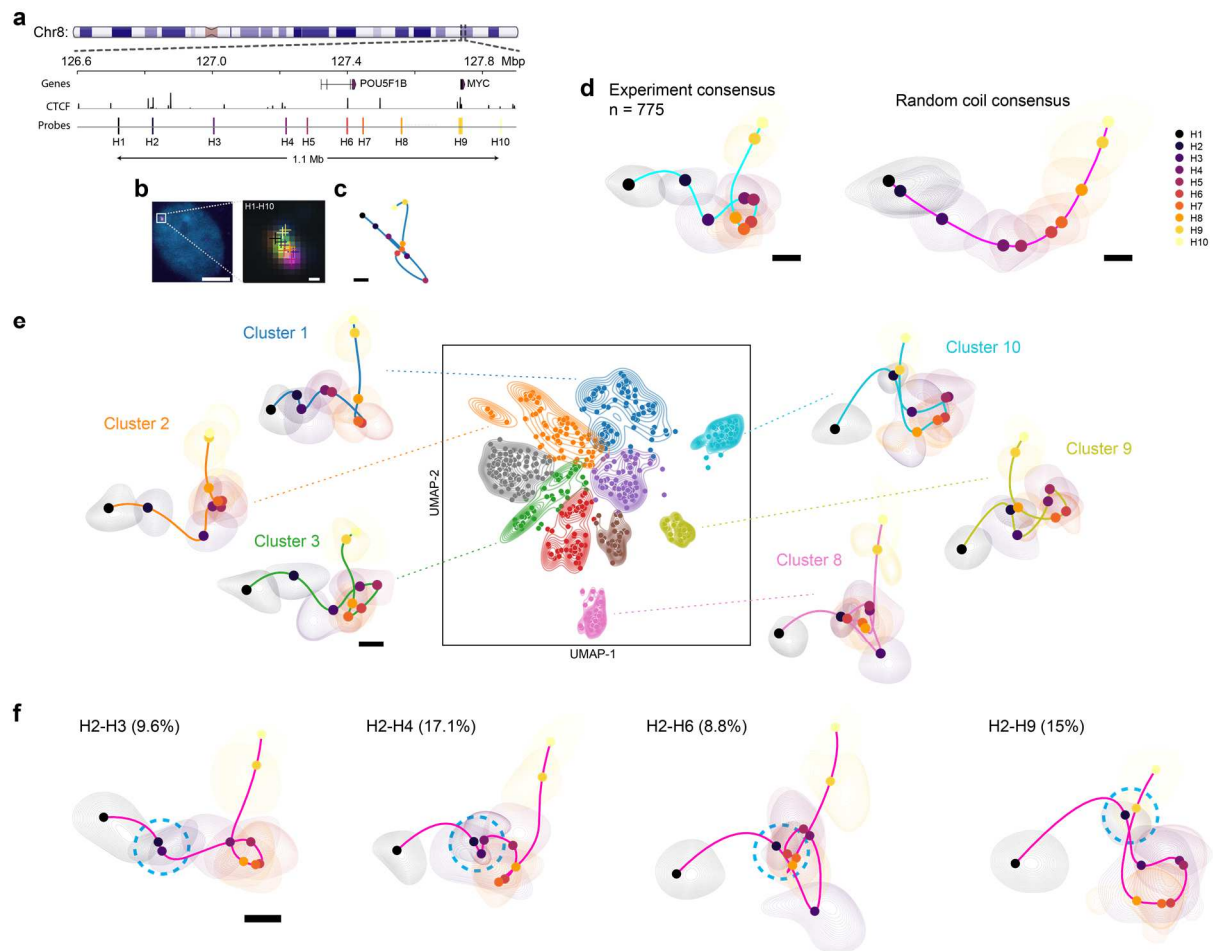 a
Chr8:
126.6 127.0 127.4 127.8 Mbp
Genes POU5F1B MYC
CTCF
Probes
H1 H2 H3 H4 H5 H6 H7 H8 H9 H10
1.1 Mb
b
H1-H10
c
d
Experiment consensus
n = 775
Random coil consensus
H1
H2
H3
H4
H5
H6
H7
H8
H9
H10
e
Cluster 1
Cluster 2
Cluster 3
UMAP-2
UMAP-1
Cluster 10
Cluster 9
Cluster 8
f
H2-H3 (9.6%)
H2-H4 (17.1%)
H2-H6 (8.8%)
H2-H9 (15%)